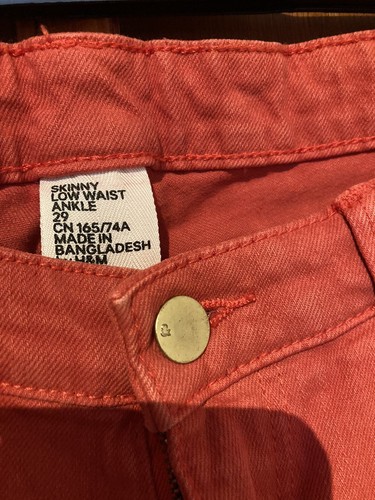 SKINNY
LOW WAIST
ANKLE
29
CN 165/74A
MADE IN
BANGLADESH
H&M
&